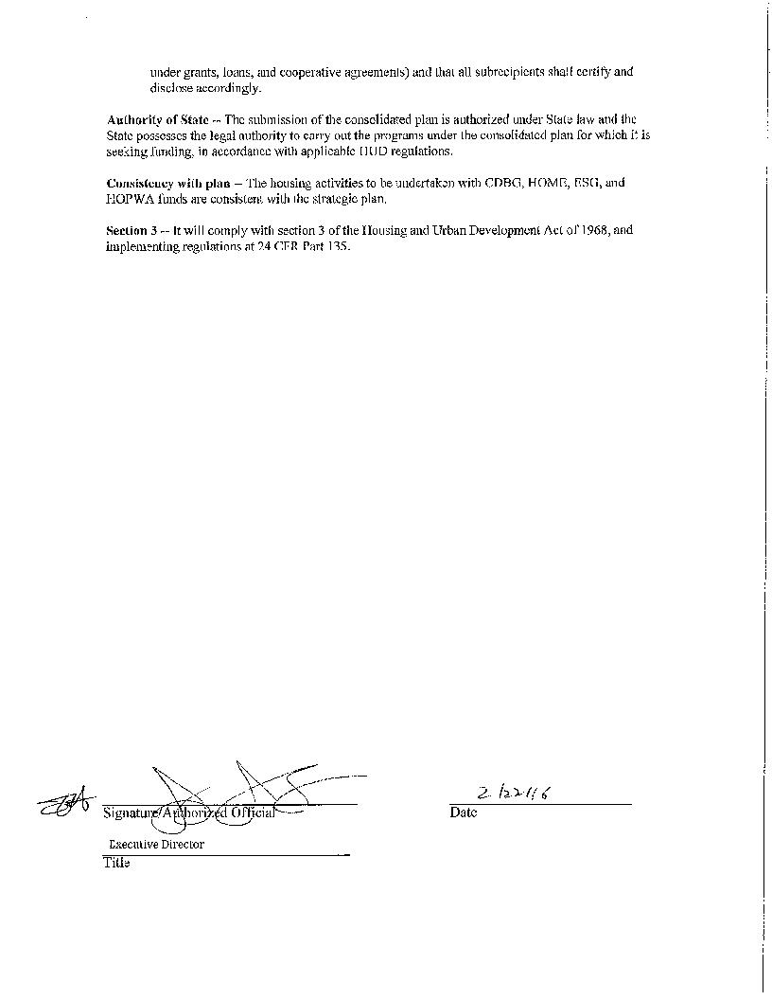 under grants, loans, and cooperative agreements) and that all subrecipients shall certify and
disclose accordingly.
Authority of State -- The submission of the consolidated plan is authorized under State law and the
State possesses the legal authority to carry out the programs under the consolidated plan for which it is
seeking funding, in accordance with applicable HUD regulations.
Consistency with plan -- The housing activities to be undertaken with CDBG, HOME, ESG, and
HOPWA funds are consistent with the strategic plan.
Section 3 -- It will comply with section 3 of the Housing and Urban Development Act of 1968, and
implementing regulations at 24 CFR Part 135.
2/22/16
Signature/Authorized Official
Date
Executive Director
Title